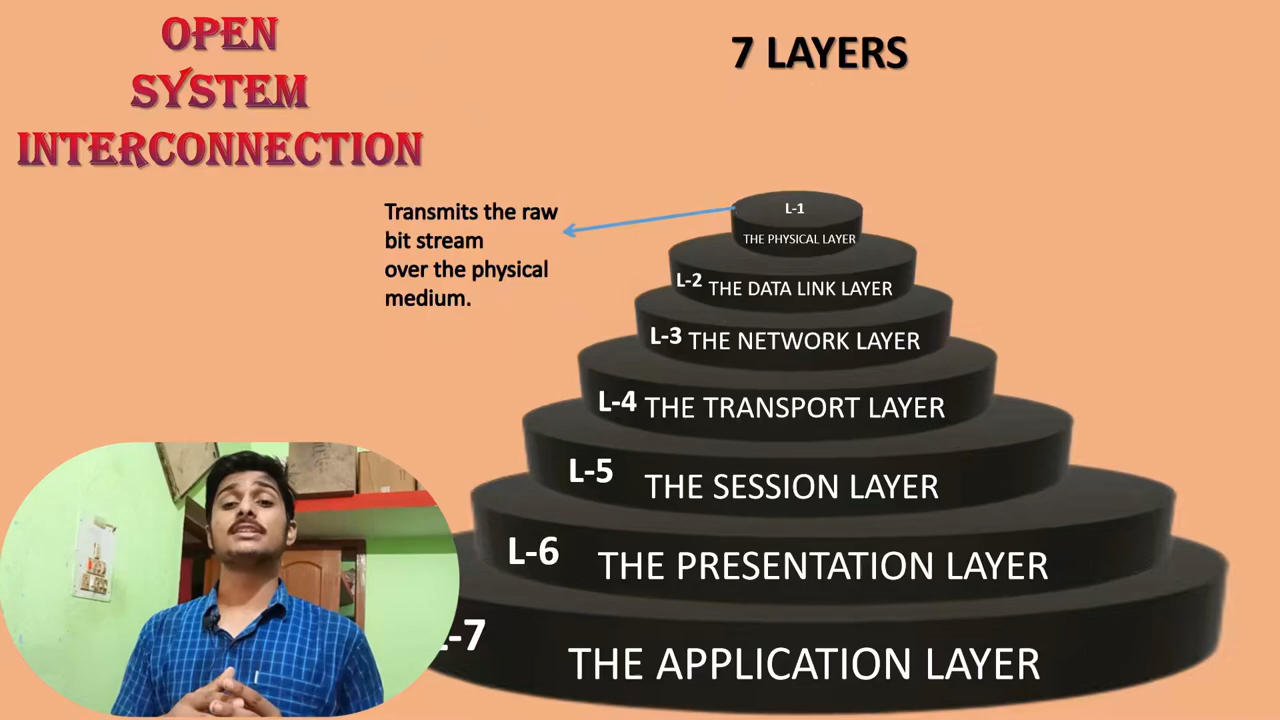 OPEN
SYSTEM
INTERCONNECTION
7 LAYERS
Transmits the raw
bit stream
over the physical
medium.
L-1
THE PHYSICAL LAYER
L-2 THE DATA LINK LAYER
L-3 THE NETWORK LAYER
L-4 THE TRANSPORT LAYER
L-5 THE SESSION LAYER
L-6 THE PRESENTATION LAYER
-7 THE APPLICATION LAYER